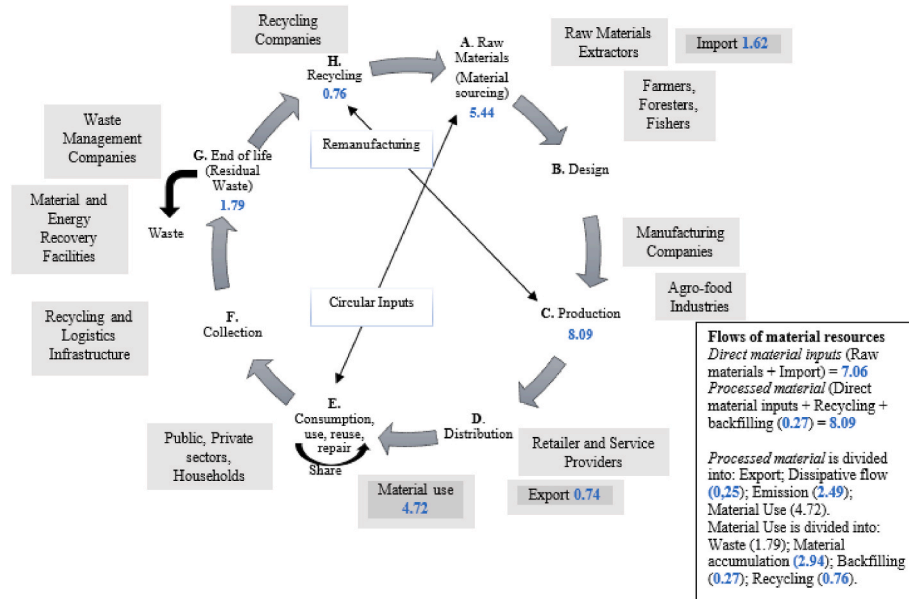 Recycling
Companies
H.
Recycling
0.76
A. Raw
Materials
(Material
sourcing)
5.44
Raw Materials
Extractors
Import 1.62
Farmers,
Foresters,
Fishers
B. Design
Manufacturing
Companies
Agro-food
Industries
C. Production
8.09
Remanufacturing
Circular Inputs
D.
Distribution
Retailer and Service
Providers
Export 0.74
E.
Consumption,
use, reuse,
repair
Share
Material use
4.72
Public, Private
sectors,
Households
F.
Collection
Recycling and
Logistics
Infrastructure
G. End of life
(Residual
Waste)
1.79
Waste
Waste
Management
Companies
Material and
Energy
Recovery
Facilities
Flows of material resources
Direct material inputs (Raw
materials + Import) = 7.06
Processed material (Direct
material inputs + Recycling +
backfilling (0.27) = 8.09
Processed material is divided
into: Export; Dissipative flow
(0,25); Emission (2.49);
Material Use (4.72).
Material Use is divided into:
Waste (1.79); Material
accumulation (2.94); Backfilling
(0.27); Recycling (0.76).